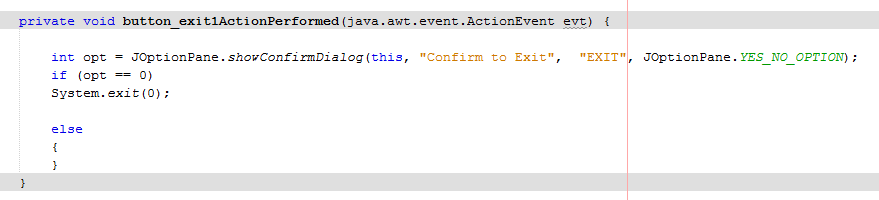 private void button_exit1ActionPerformed(java.awt.event.ActionEvent evt) {
int opt = JOptionPane.showConfirmDialog(this, "Confirm to Exit",  "EXIT", JOptionPane.YES_NO_OPTION);
if (opt == 0)
System.exit(0);
else
{
}
}